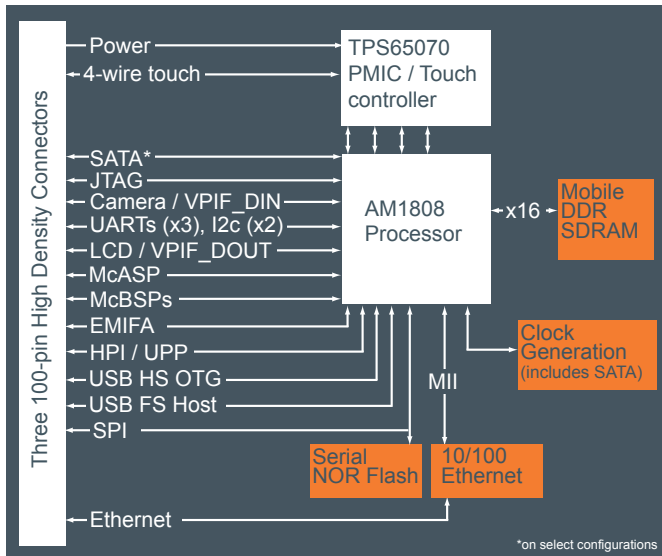 Three 100-pin High Density Connectors
Power
4-wire touch
TPS65070
PMIC / Touch
controller
SATA*
JTAG
Camera / VPIF_DIN
UARTs (x3), I2c (x2)
LCD / VPIF_DOUT
McASP
McBSPs
EMIFA
HPI / UPP
USB HS OTG
USB FS Host
SPI
Ethernet
AM1808
Processor
x16
Mobile
DDR
SDRAM
Clock
Generation
(includes SATA)
MII
Serial
NOR Flash
10/100
Ethernet
*on select configurations